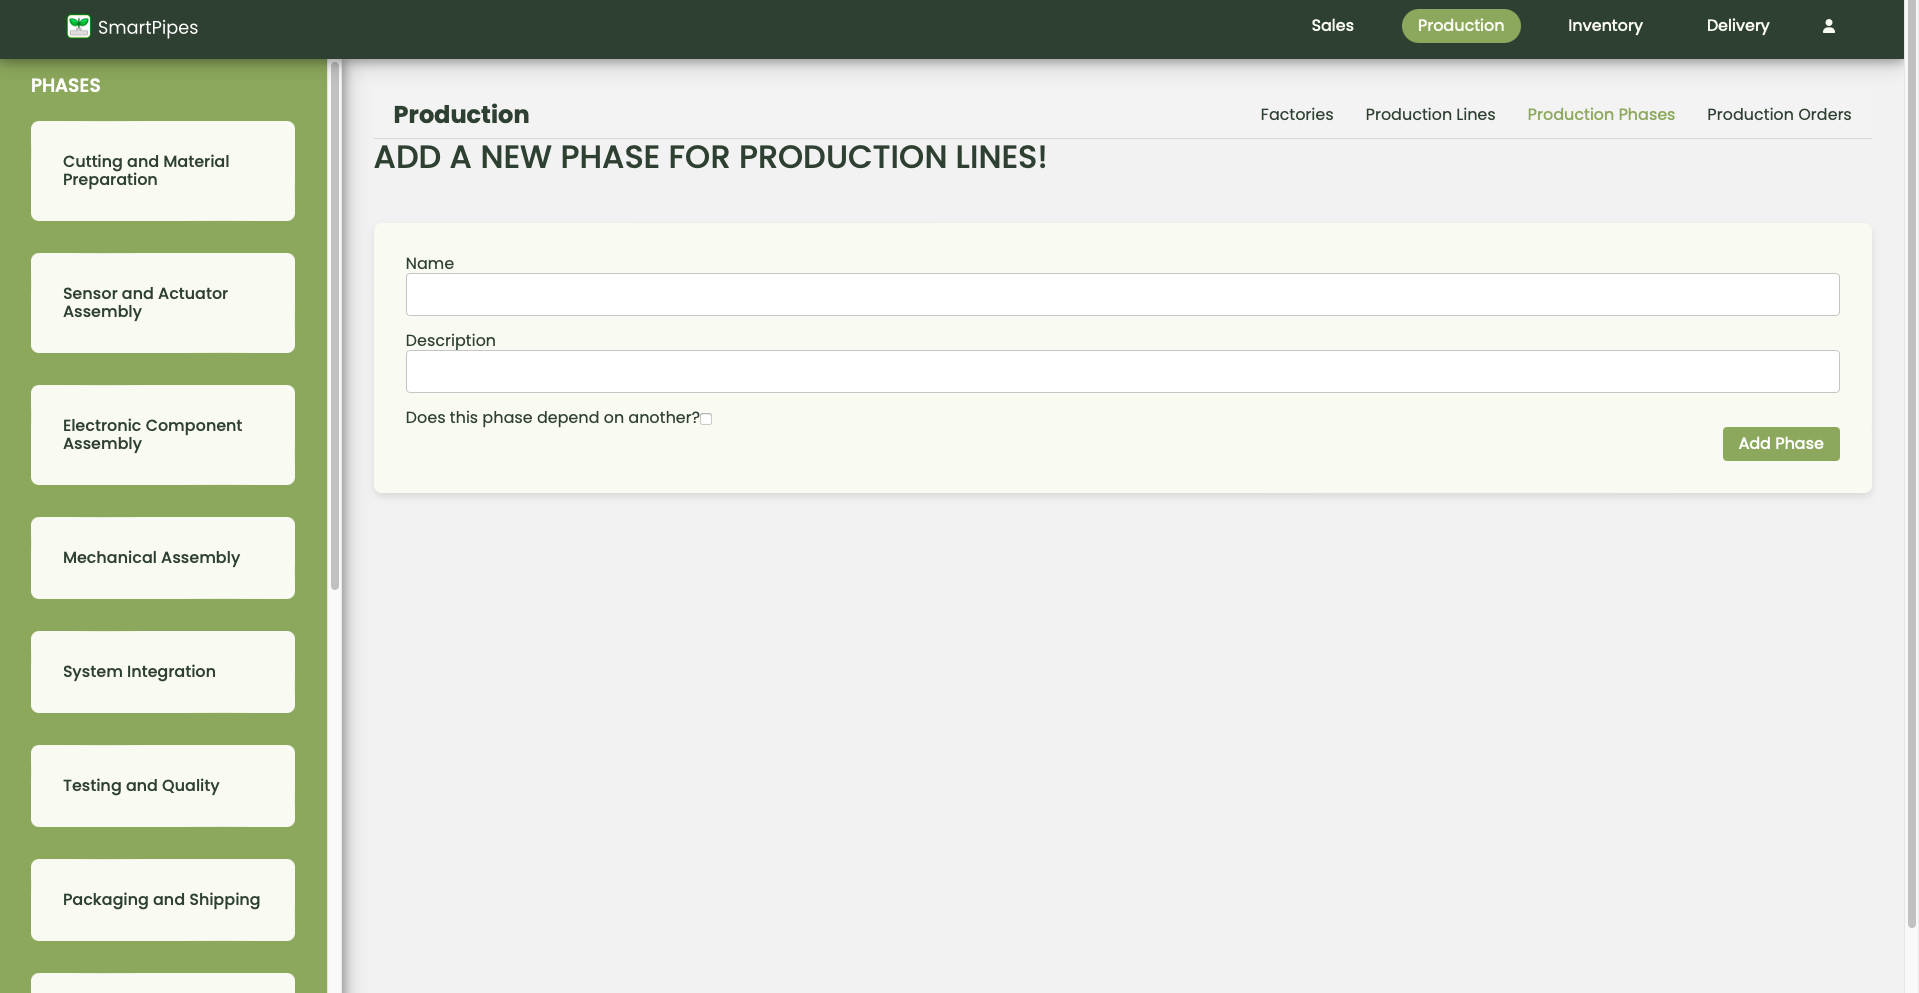 SmartPipes
Sales
Production
Inventory
Delivery
PHASES
Cutting and Material
Preparation
Sensor and Actuator
Assembly
Electronic Component
Assembly
Mechanical Assembly
System Integration
Testing and Quality
Packaging and Shipping
Production
Factories
Production Lines
Production Phases
Production Orders
ADD A NEW PHASE FOR PRODUCTION LINES!
Name
Description
Does this phase depend on another?
Add Phase